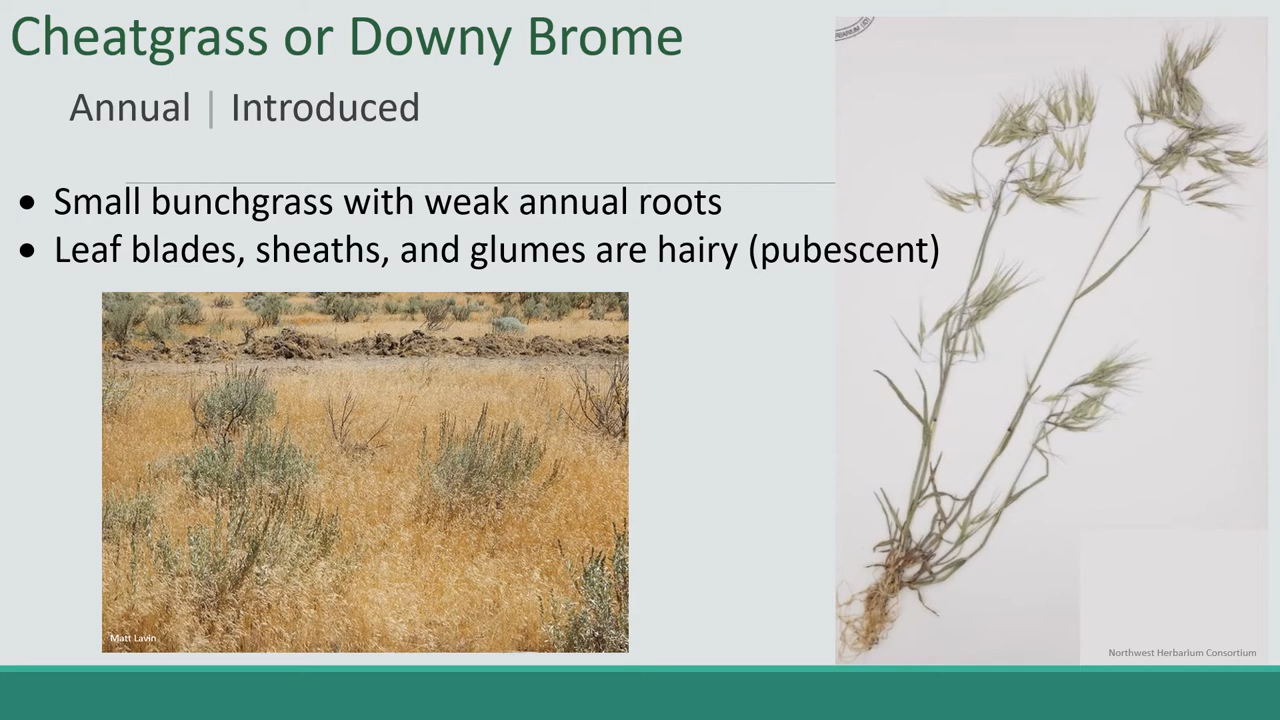 Cheatgrass or Downy Brome
Annual | Introduced
• Small bunchgrass with weak annual roots
• Leaf blades, sheaths, and glumes are hairy (pubescent)
Matt Lavin
Northwest Herbarium Consortium